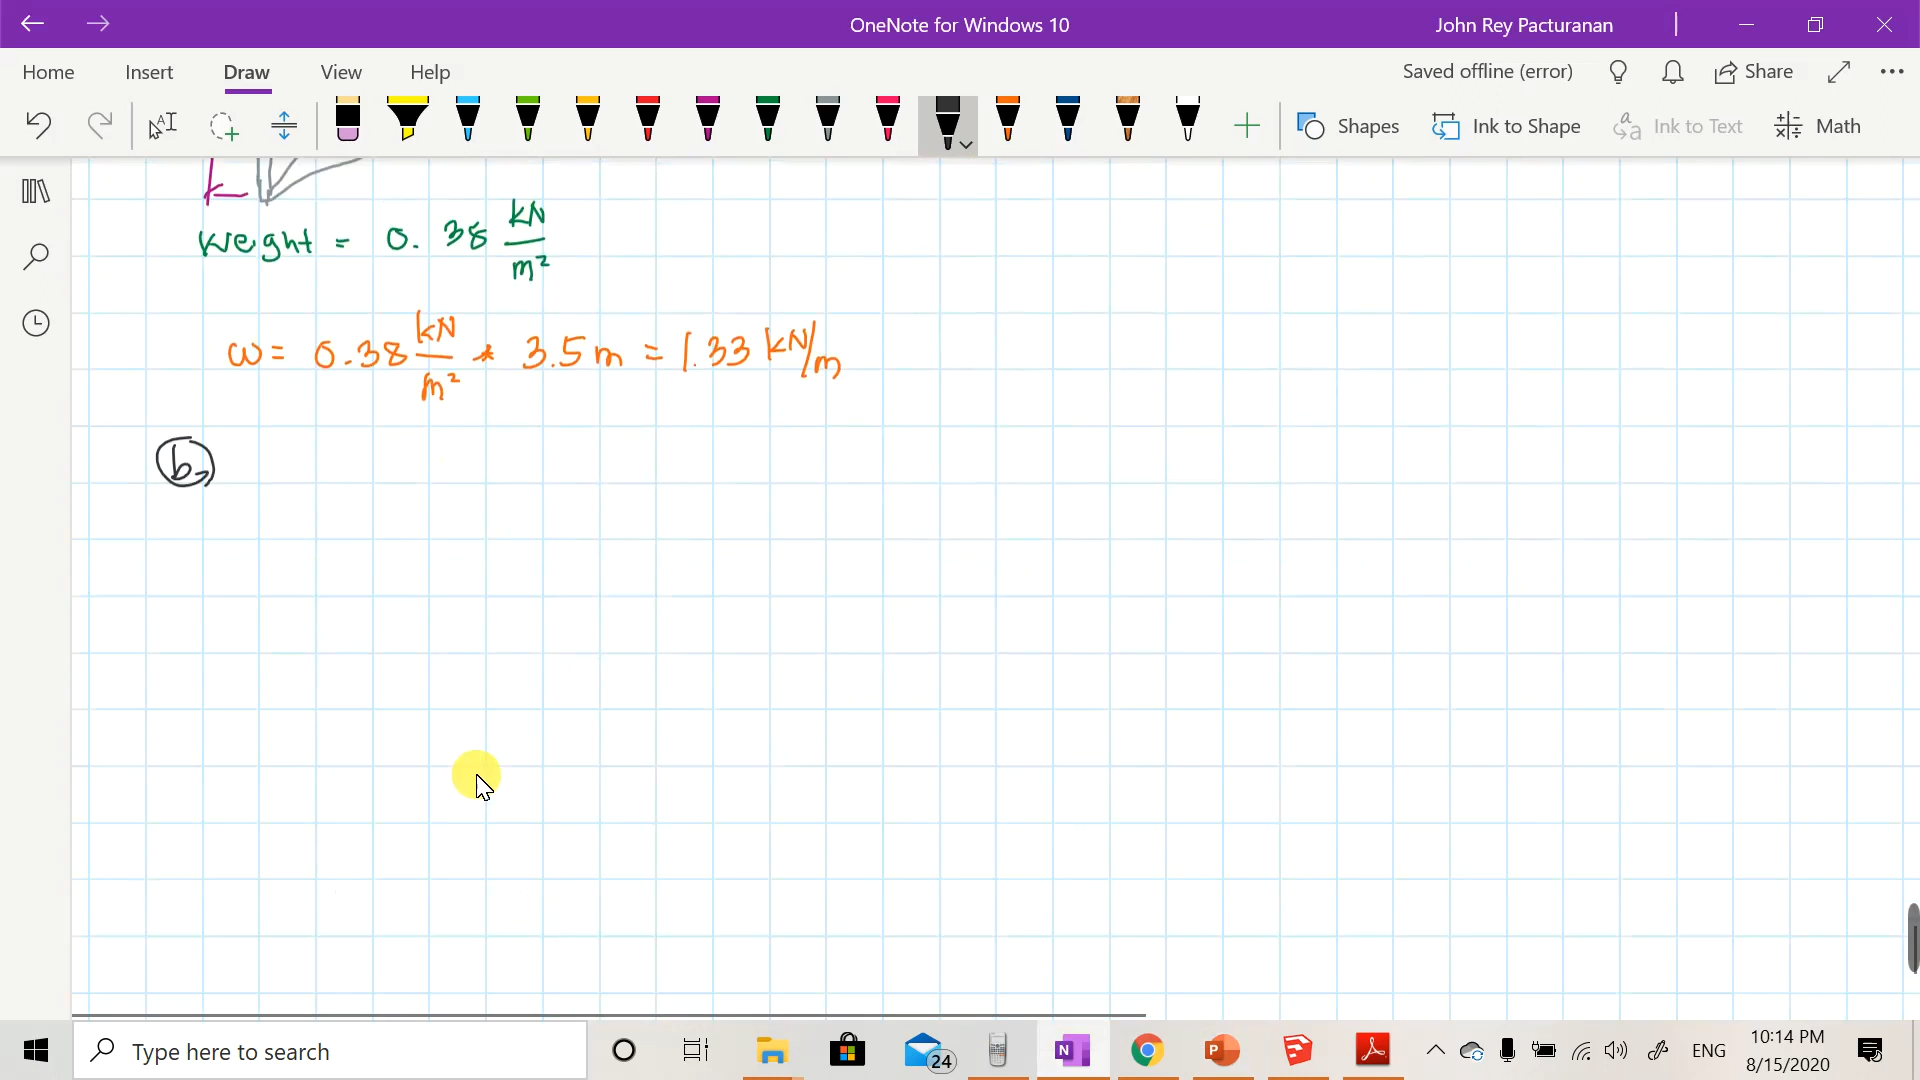 OneNote for Windows 10
John Rey Pacturanan
Home Insert Draw View Help
Saved offline (error) Share
Shapes Ink to Shape Ink to Text Math
weight = 0.38 kN/m²
ω = 0.38 kN/m² * 3.5 m = 1.33 kN/m
b.
Type here to search
24
ENG
10:14 PM
8/15/2020